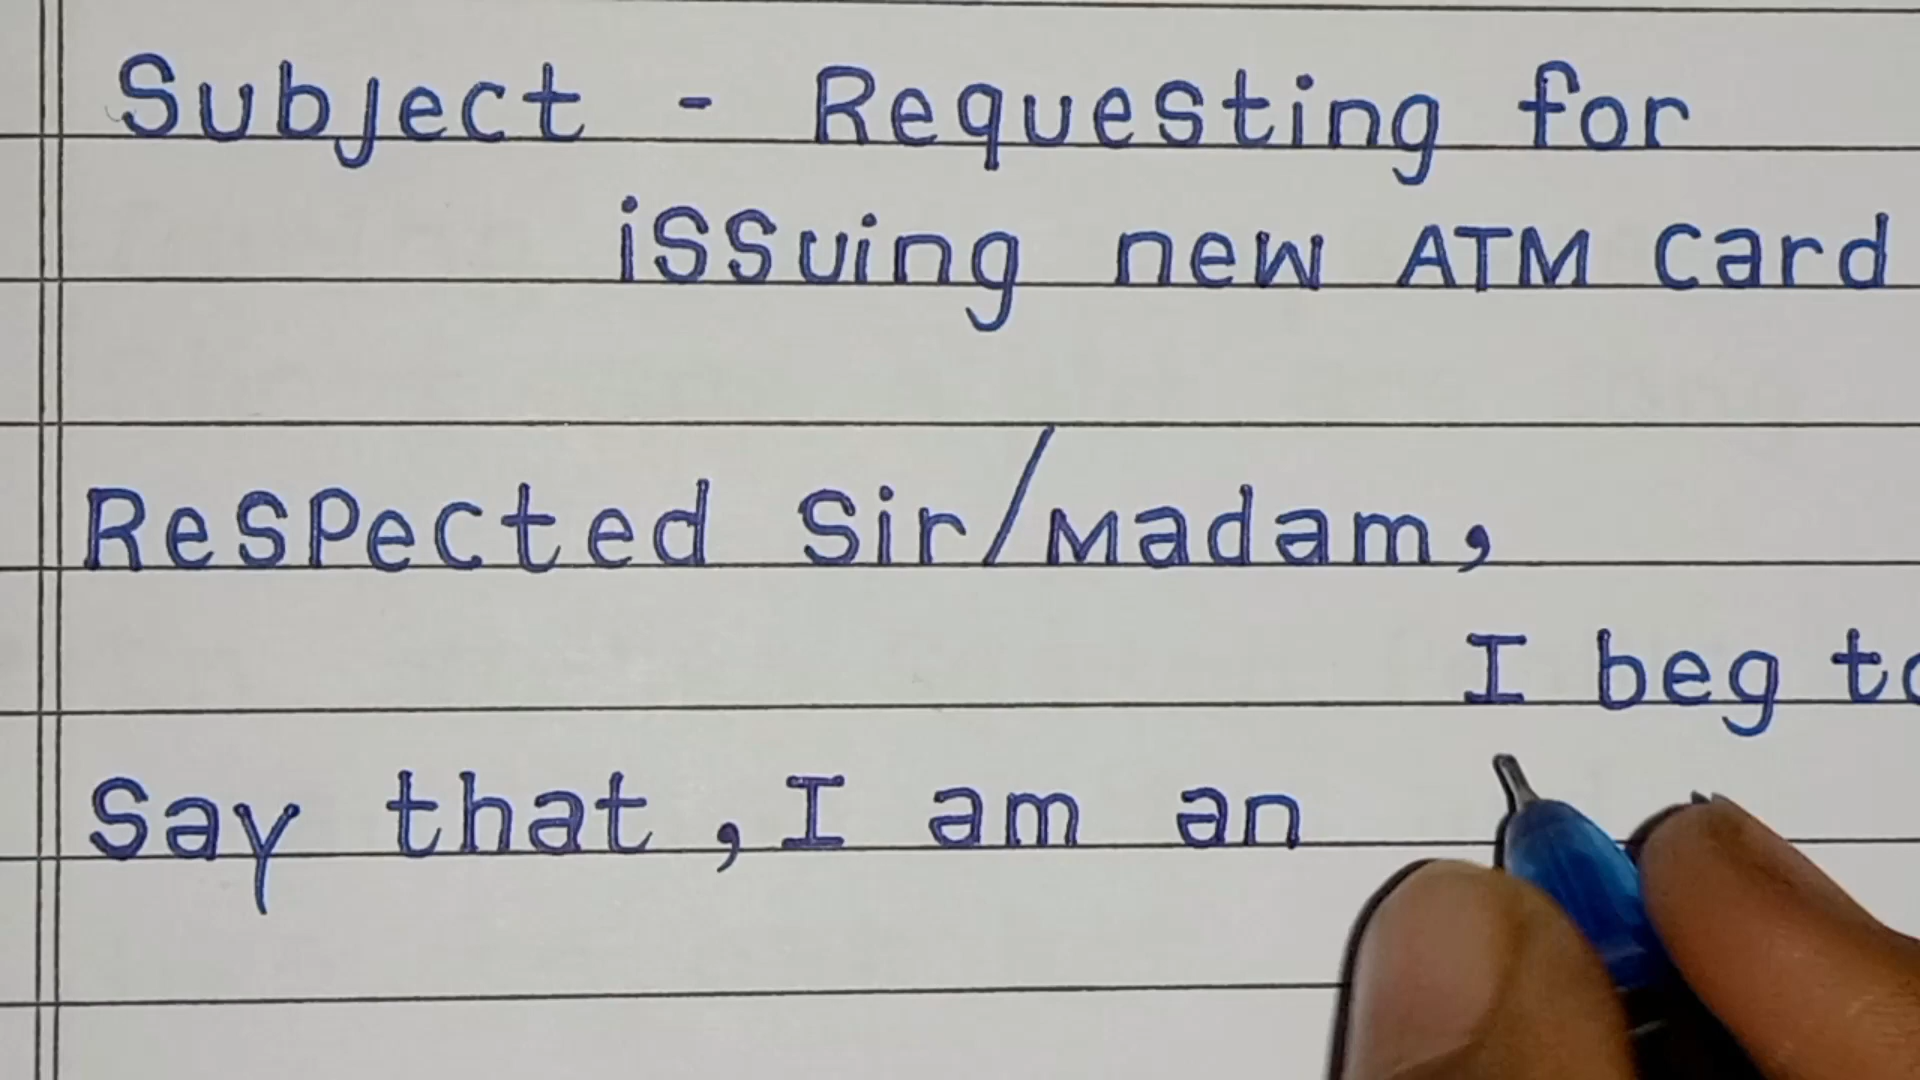 Subject - Requesting for
issuing new ATM card
Respected Sir/Madam,
I beg to
Say that, I am an